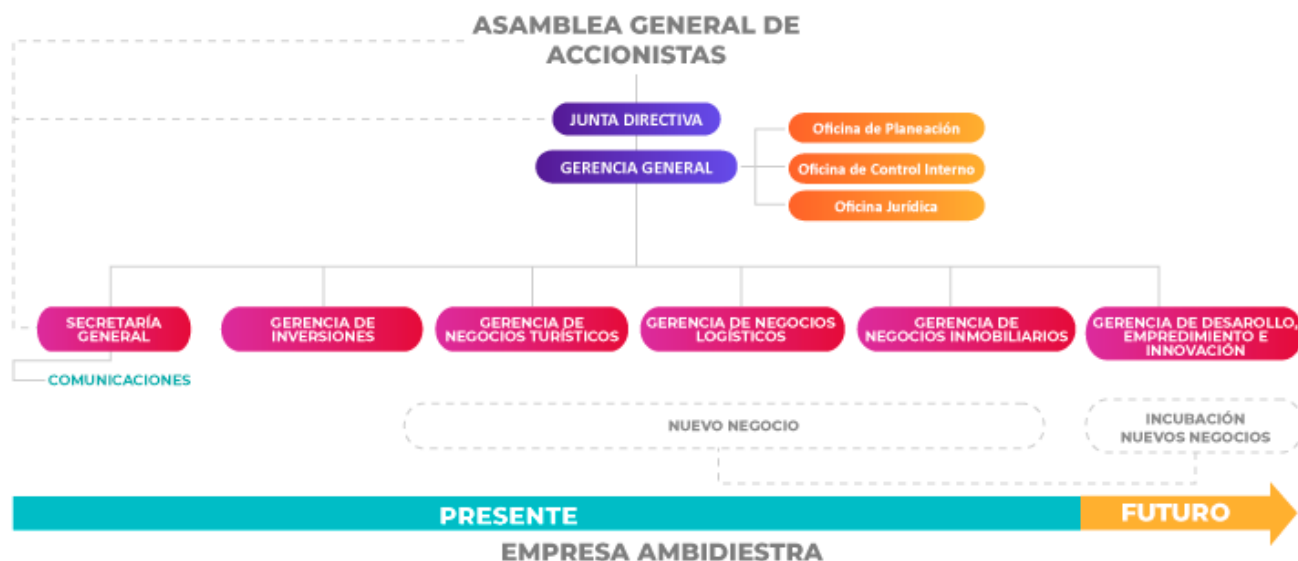 ASAMBLEA GENERAL DE
ACCIONISTAS
JUNTA DIRECTIVA
GERENCIA GENERAL
Oficina de Planeación
Oficina de Control Interno
Oficina Jurídica
SECRETARÍA
GENERAL
GERENCIA DE
INVERSIONES
GERENCIA DE
NEGOCIOS TURÍSTICOS
GERENCIA DE NEGOCIOS
LOGÍSTICOS
GERENCIA DE
NEGOCIOS INMOBILIARIOS
GERENCIA DE DESAROLLO,
EMPREDIMIENTO E
INNOVACIÓN
COMUNICACIONES
NUEVO NEGOCIO
INCUBACIÓN
NUEVOS NEGOCIOS
PRESENTE
FUTURO
EMPRESA AMBIDIESTRA